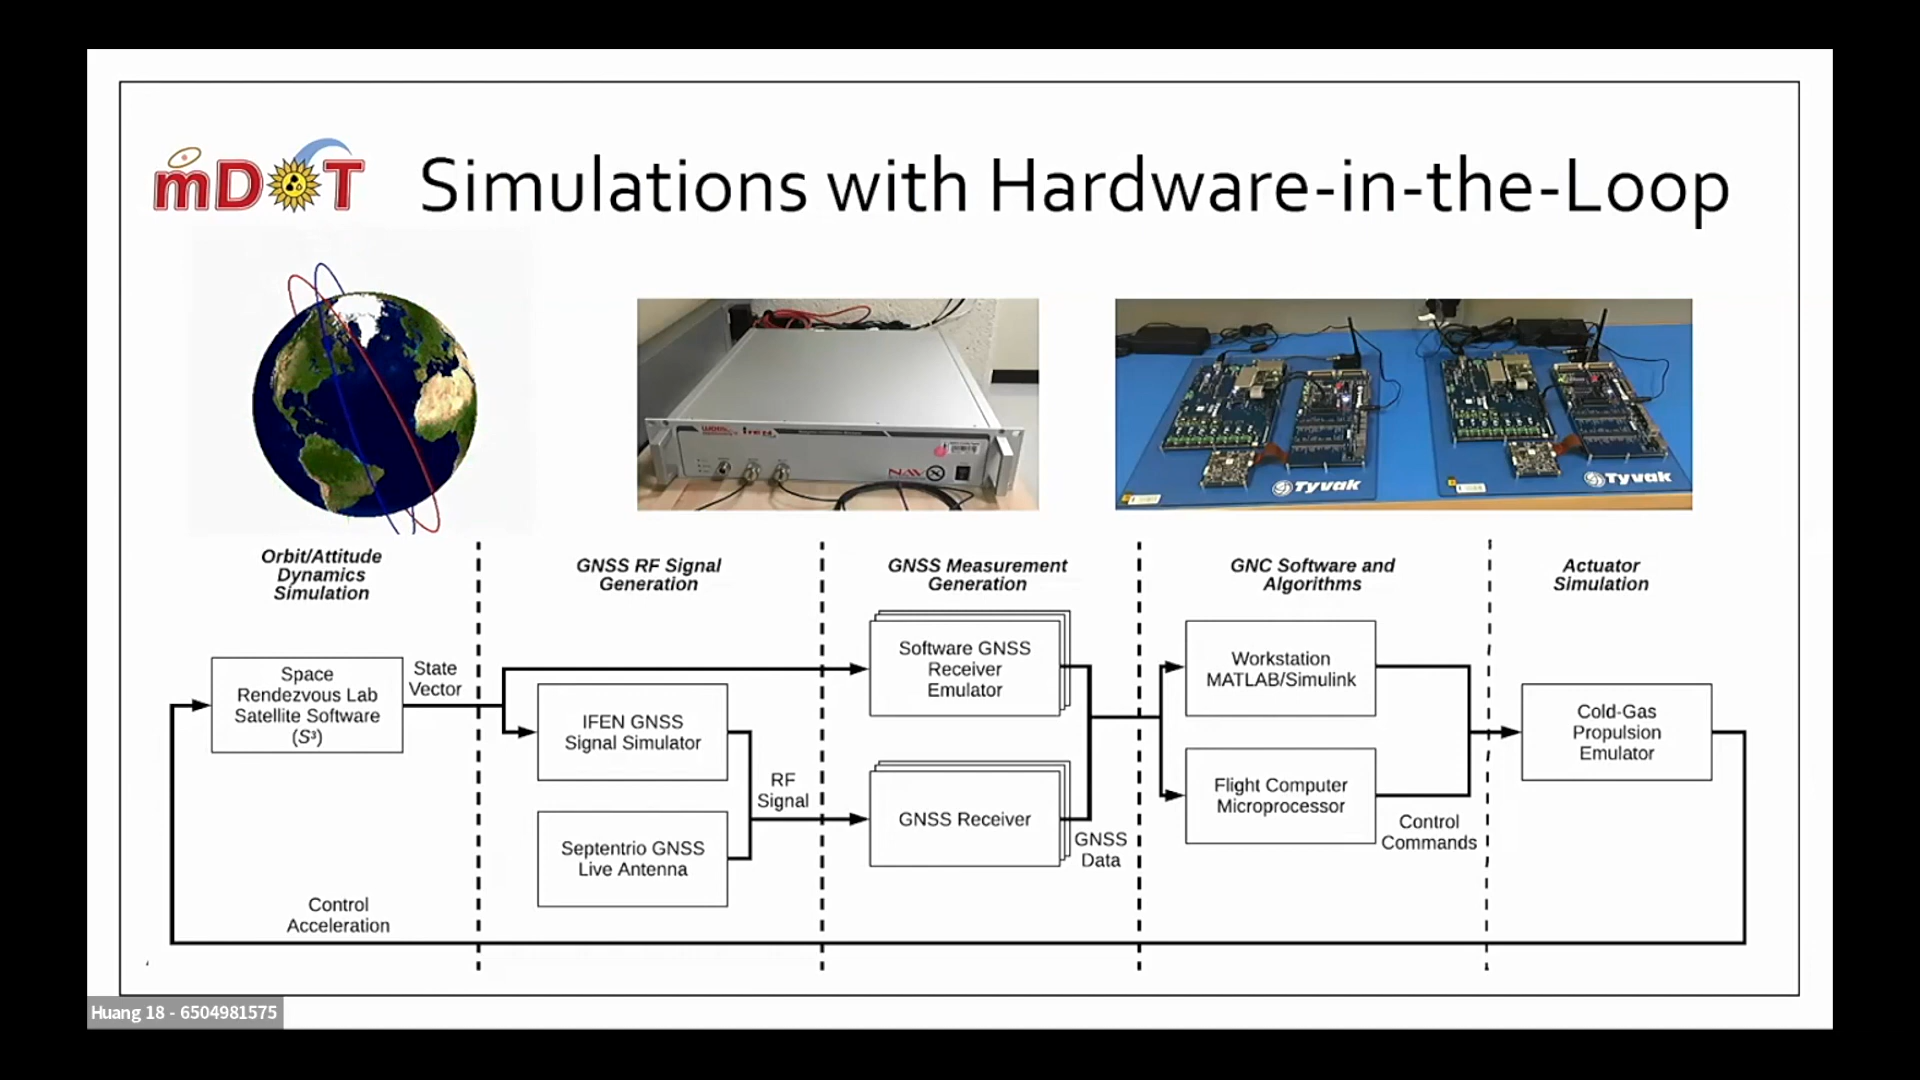 mDOT
Simulations with Hardware-in-the-Loop
NAV
Tyvak
Tyvak
Orbit/Attitude
Dynamics
Simulation
GNSS RF Signal
Generation
GNSS Measurement
Generation
GNC Software and
Algorithms
Actuator
Simulation
Space
Rendezvous Lab
Satellite Software
(S³)
State
Vector
IFEN GNSS
Signal Simulator
Septentrio GNSS
Live Antenna
RF
Signal
Software GNSS
Receiver
Emulator
GNSS Receiver
GNSS
Data
Workstation
MATLAB/Simulink
Flight Computer
Microprocessor
Control
Commands
Cold-Gas
Propulsion
Emulator
Control
Acceleration
Huang 18 - 6504981575